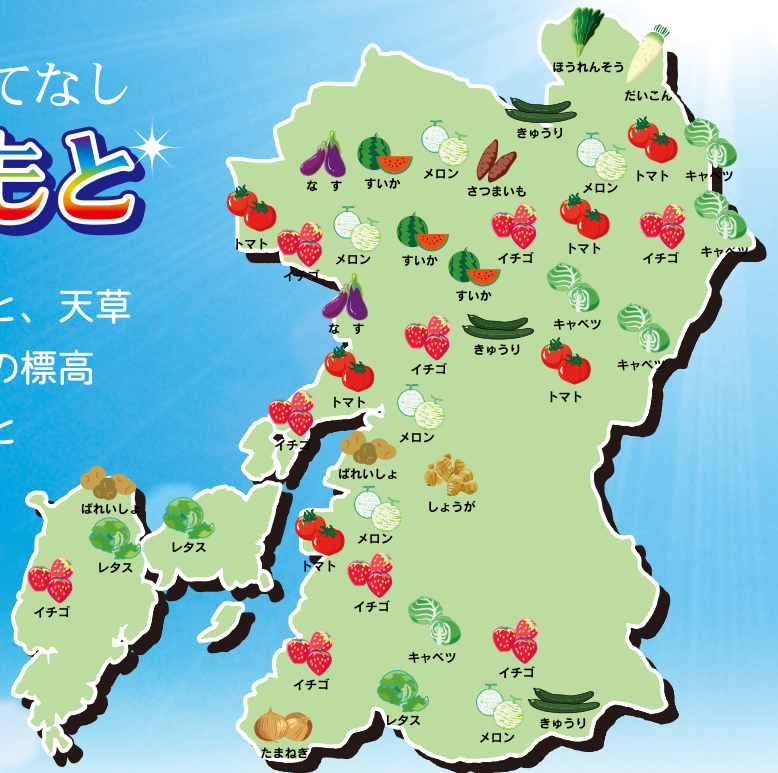 てなし
もと
と、天草
の標高
と
ほうれんそう
だいこん
きゅうり
なす
すいか
メロン
さつまいも
メロン
トマト
キャベツ
トマト
イチゴ
メロン
すいか
イチゴ
トマト
イチゴ
キャベツ
すいか
なす
イチゴ
きゅうり
キャベツ
キャベツ
トマト
トマト
イチゴ
メロン
ばれいしょ
しょうが
ばれいしょ
レタス
レタス
イチゴ
メロン
トマト
イチゴ
キャベツ
イチゴ
イチゴ
レタス
メロン
きゅうり
たまねぎ